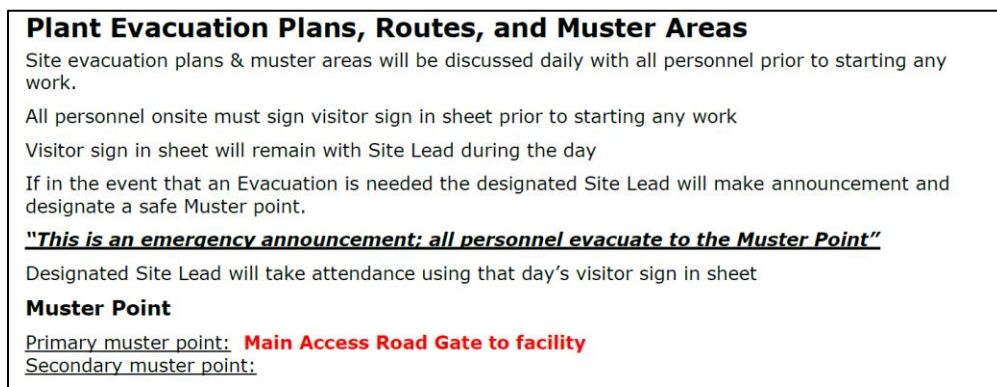 Plant Evacuation Plans, Routes, and Muster Areas
Site evacuation plans & muster areas will be discussed daily with all personnel prior to starting any
work.
All personnel onsite must sign visitor sign in sheet prior to starting any work
Visitor sign in sheet will remain with Site Lead during the day
If in the event that an Evacuation is needed the designated Site Lead will make announcement and
designate a safe Muster point.
“This is an emergency announcement; all personnel evacuate to the Muster Point”
Designated Site Lead will take attendance using that day’s visitor sign in sheet
Muster Point
Primary muster point: Main Access Road Gate to facility
Secondary muster point: